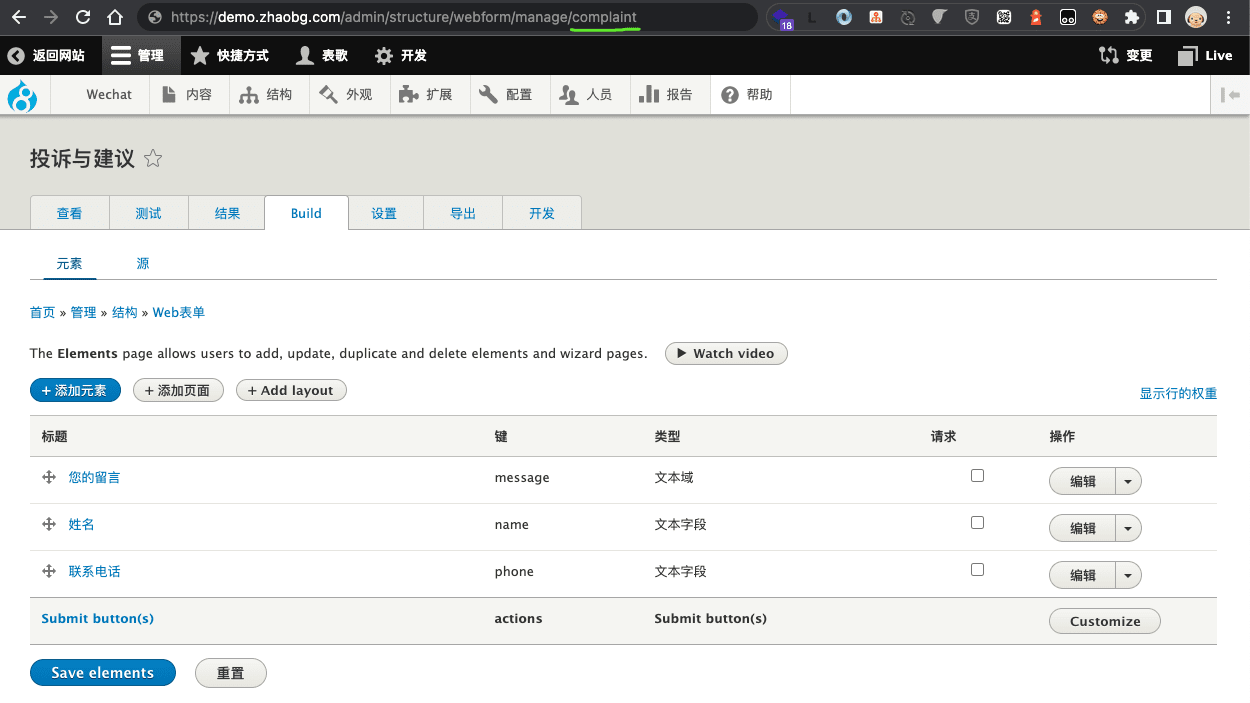 https://demo.zhaobg.com/admin/structure/webform/manage/complaint
18
返回网站 管理 快捷方式 表歌 开发 变更 Live
Wechat 内容 结构 外观 扩展 配置 人员 报告 帮助
投诉与建议
查看 测试 结果 Build 设置 导出 开发
元素 源
首页 » 管理 » 结构 » Web表单
The Elements page allows users to add, update, duplicate and delete elements and wizard pages. Watch video
+ 添加元素 + 添加页面 + Add layout
显示行的权重
标题 键 类型 请求 操作
您的留言 message 文本域 编辑
姓名 name 文本字段 编辑
联系电话 phone 文本字段 编辑
Submit button(s) actions Submit button(s) Customize
Save elements 重置